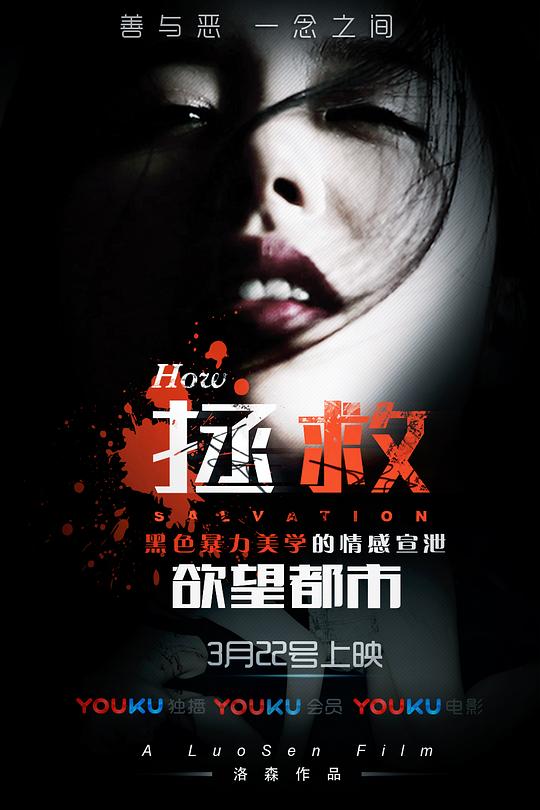 善与恶 一念之间
How
拯救
SALVATION
黑色暴力美学的情感宣泄
欲望都市
3月22号上映
YOUKU独播 YOUKU会员 YOUKU电影
A LuoSen Film
洛森作品